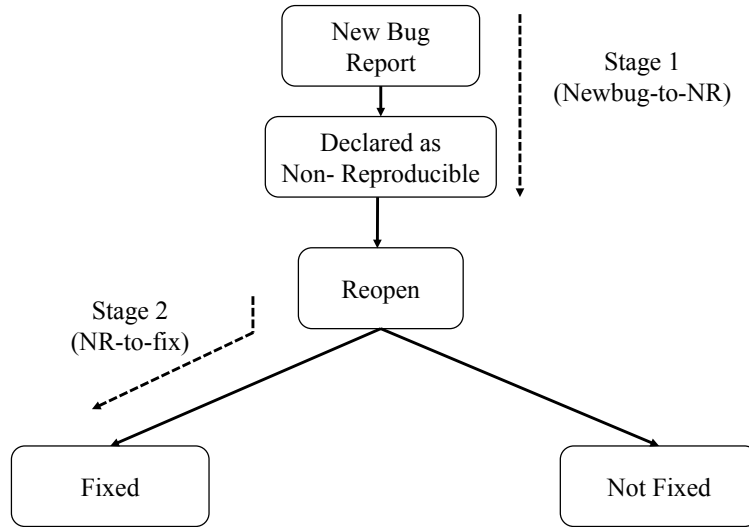 New Bug
Report
Stage 1
(Newbug-to-NR)
Declared as
Non- Reproducible
Reopen
Stage 2
(NR-to-fix)
Fixed
Not Fixed